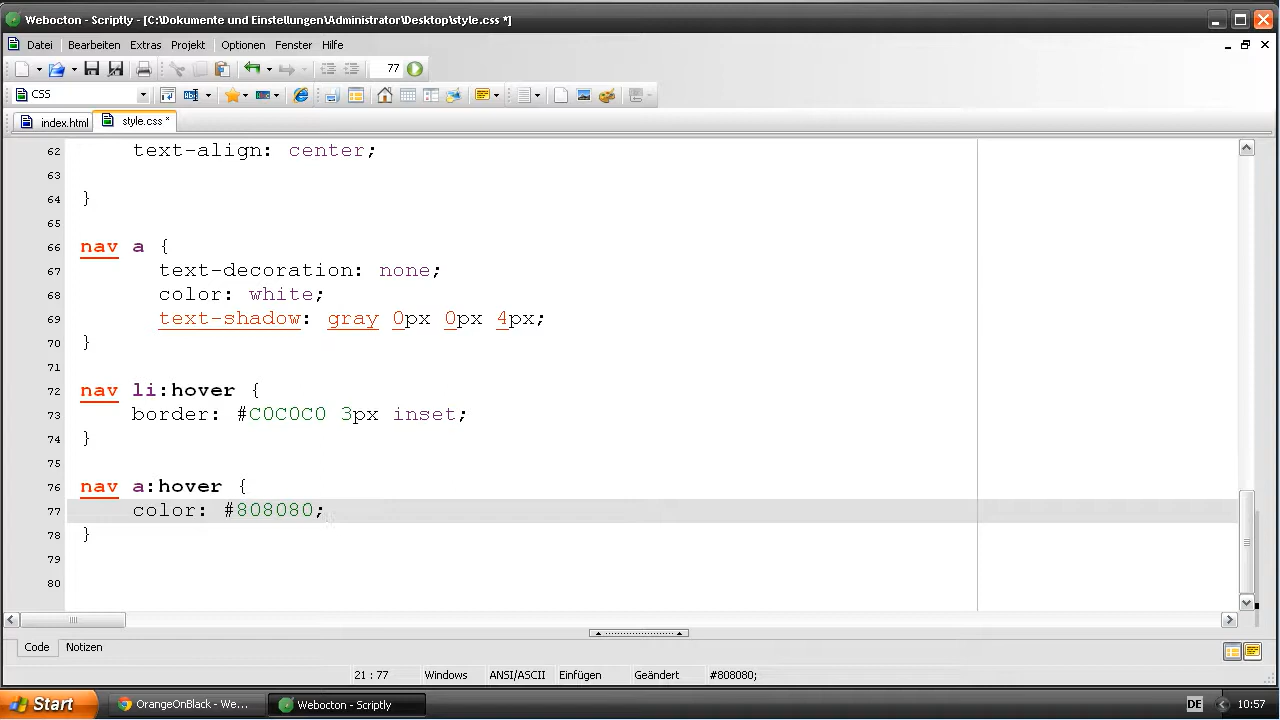 Webocton - Scriptly - [C:\Dokumente und Einstellungen\Administrator\Desktop\style.css *]
Datei Bearbeiten Extras Projekt Optionen Fenster Hilfe
77
CSS
index.html style.css *
62 text-align: center;
63
64 }
65
66 nav a {
67 text-decoration: none;
68 color: white;
69 text-shadow: gray 0px 0px 4px;
70 }
71
72 nav li:hover {
73 border: #C0C0C0 3px inset;
74 }
75
76 nav a:hover {
77 color: #808080;
78 }
79
80
Code Notizen
21 : 77 Windows ANSI/ASCII Einfügen Geändert #808080;
Start OrangeOnBlack - We... Webocton - Scriptly DE 10:57